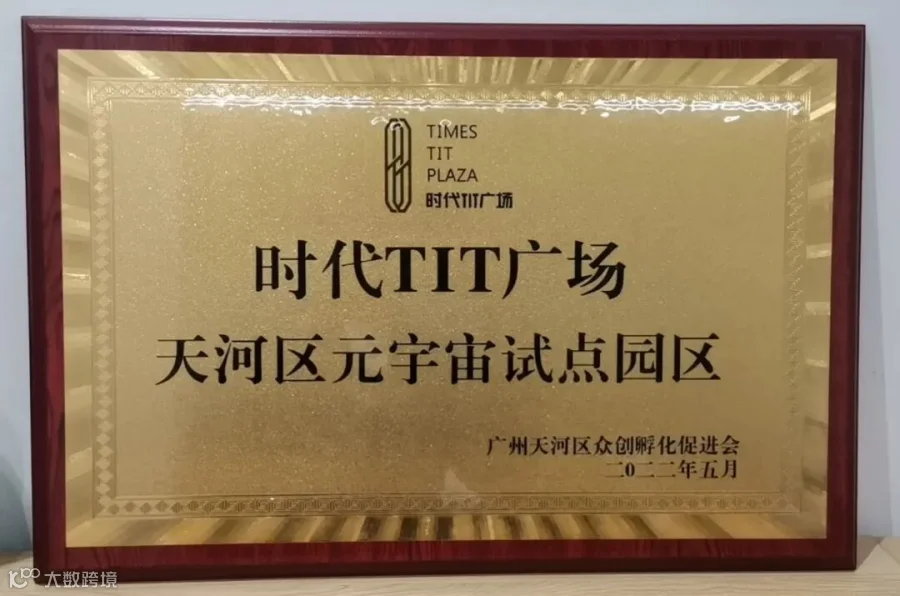 TIMES
TIT
PLAZA
时代TIT广场
时代TIT广场
天河区元宇宙试点园区
广州天河区众创孵化促进会
二0二二年五月
大数跨境